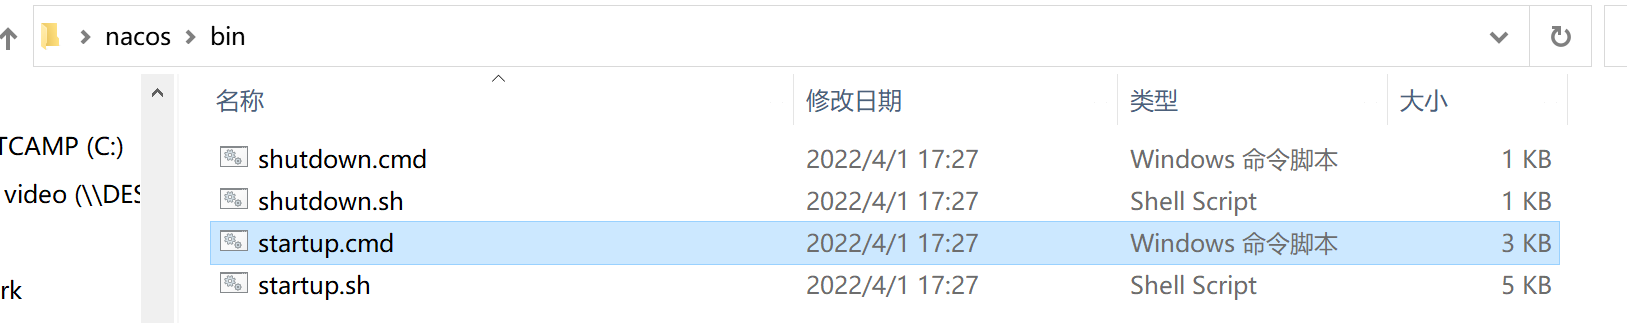 nacos bin
名称 修改日期 类型 大小
TCAMP (C:)
shutdown.cmd 2022/4/1 17:27 Windows 命令脚本 1 KB
video (\\DES
shutdown.sh 2022/4/1 17:27 Shell Script 1 KB
startup.cmd 2022/4/1 17:27 Windows 命令脚本 3 KB
rk
startup.sh 2022/4/1 17:27 Shell Script 5 KB